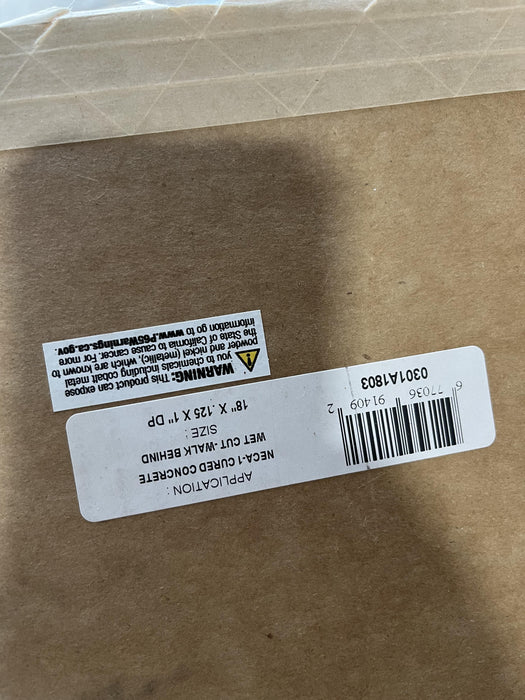 APPLICATION :
NECA-1 CURED CONCRETE
WET CUT -WALK BEHIND
SIZE :
18" X .125 X 1" DP
6 77036 91409 2
0301A1803
WARNING: This product can expose
you to chemicals including cobalt metal
powder and nickel (metallic), which are known to
the State of California to cause cancer. For more
information go to www.P65Warnings.ca.gov.